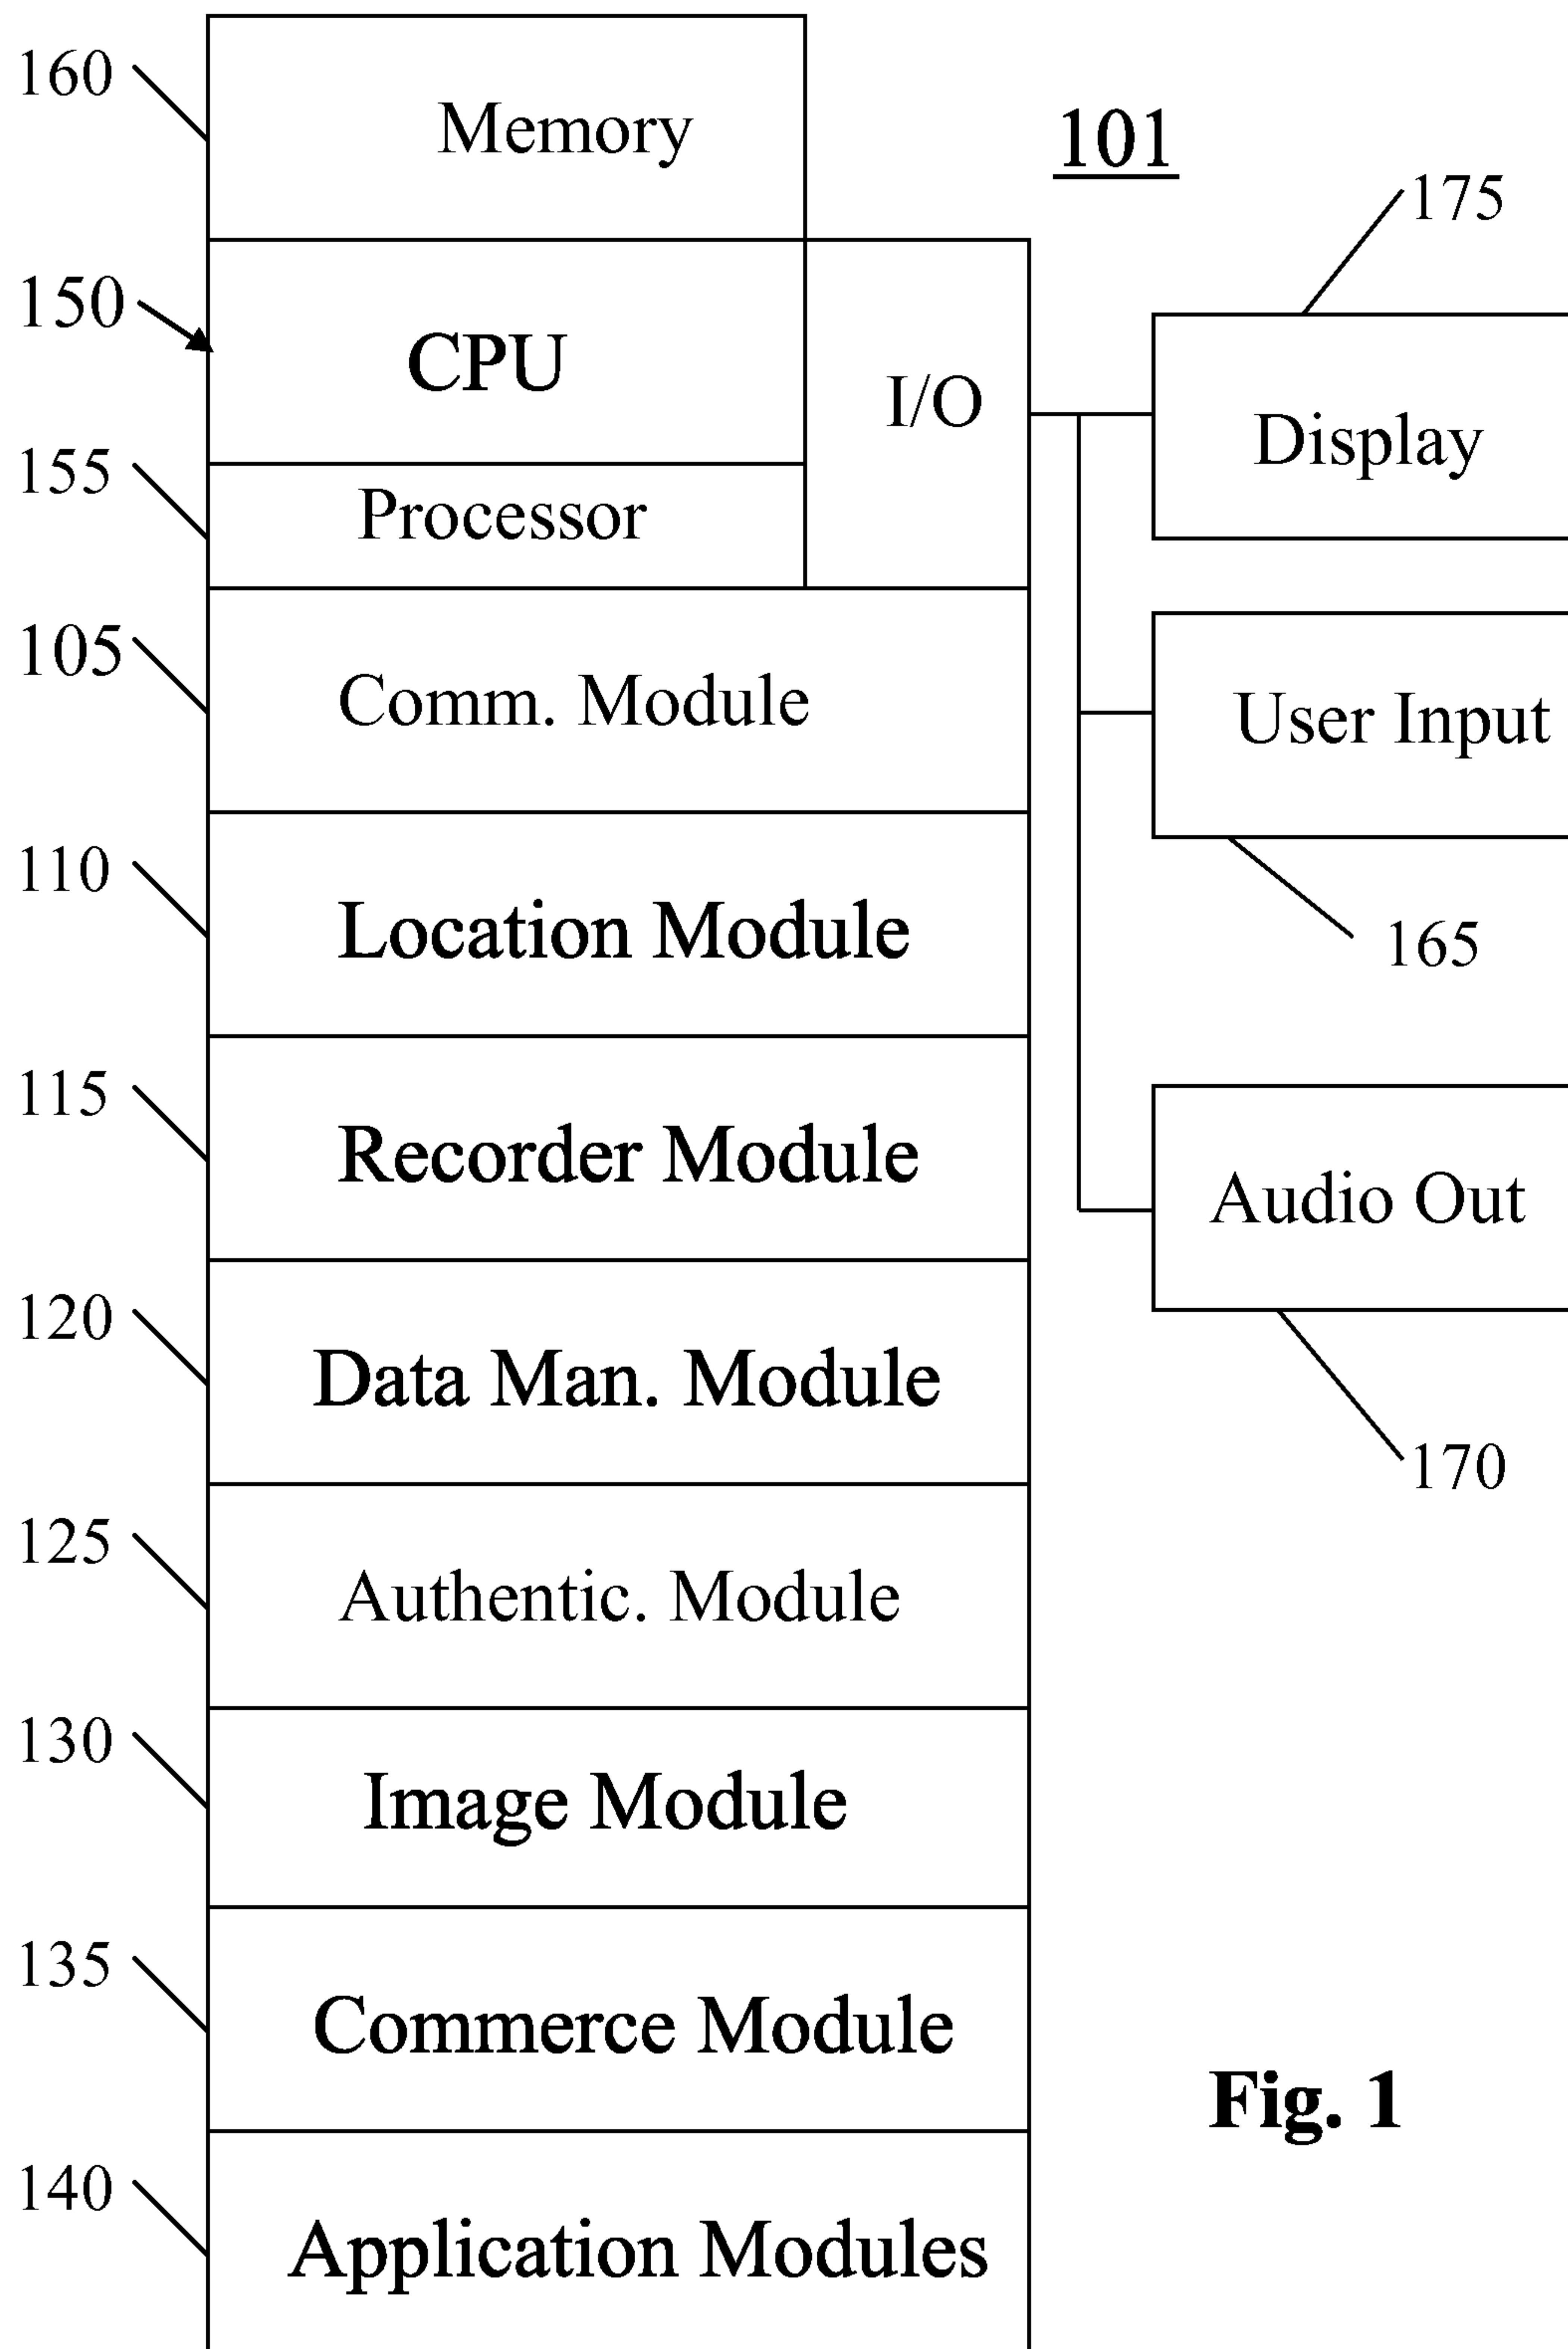 160
Memory
101
175
150
CPU
I/O
Display
155
Processor
105
Comm. Module
User Input
110
Location Module
165
115
Recorder Module
Audio Out
120
Data Man. Module
170
125
Authentic. Module
130
Image Module
135
Commerce Module
Fig. 1
140
Application Modules